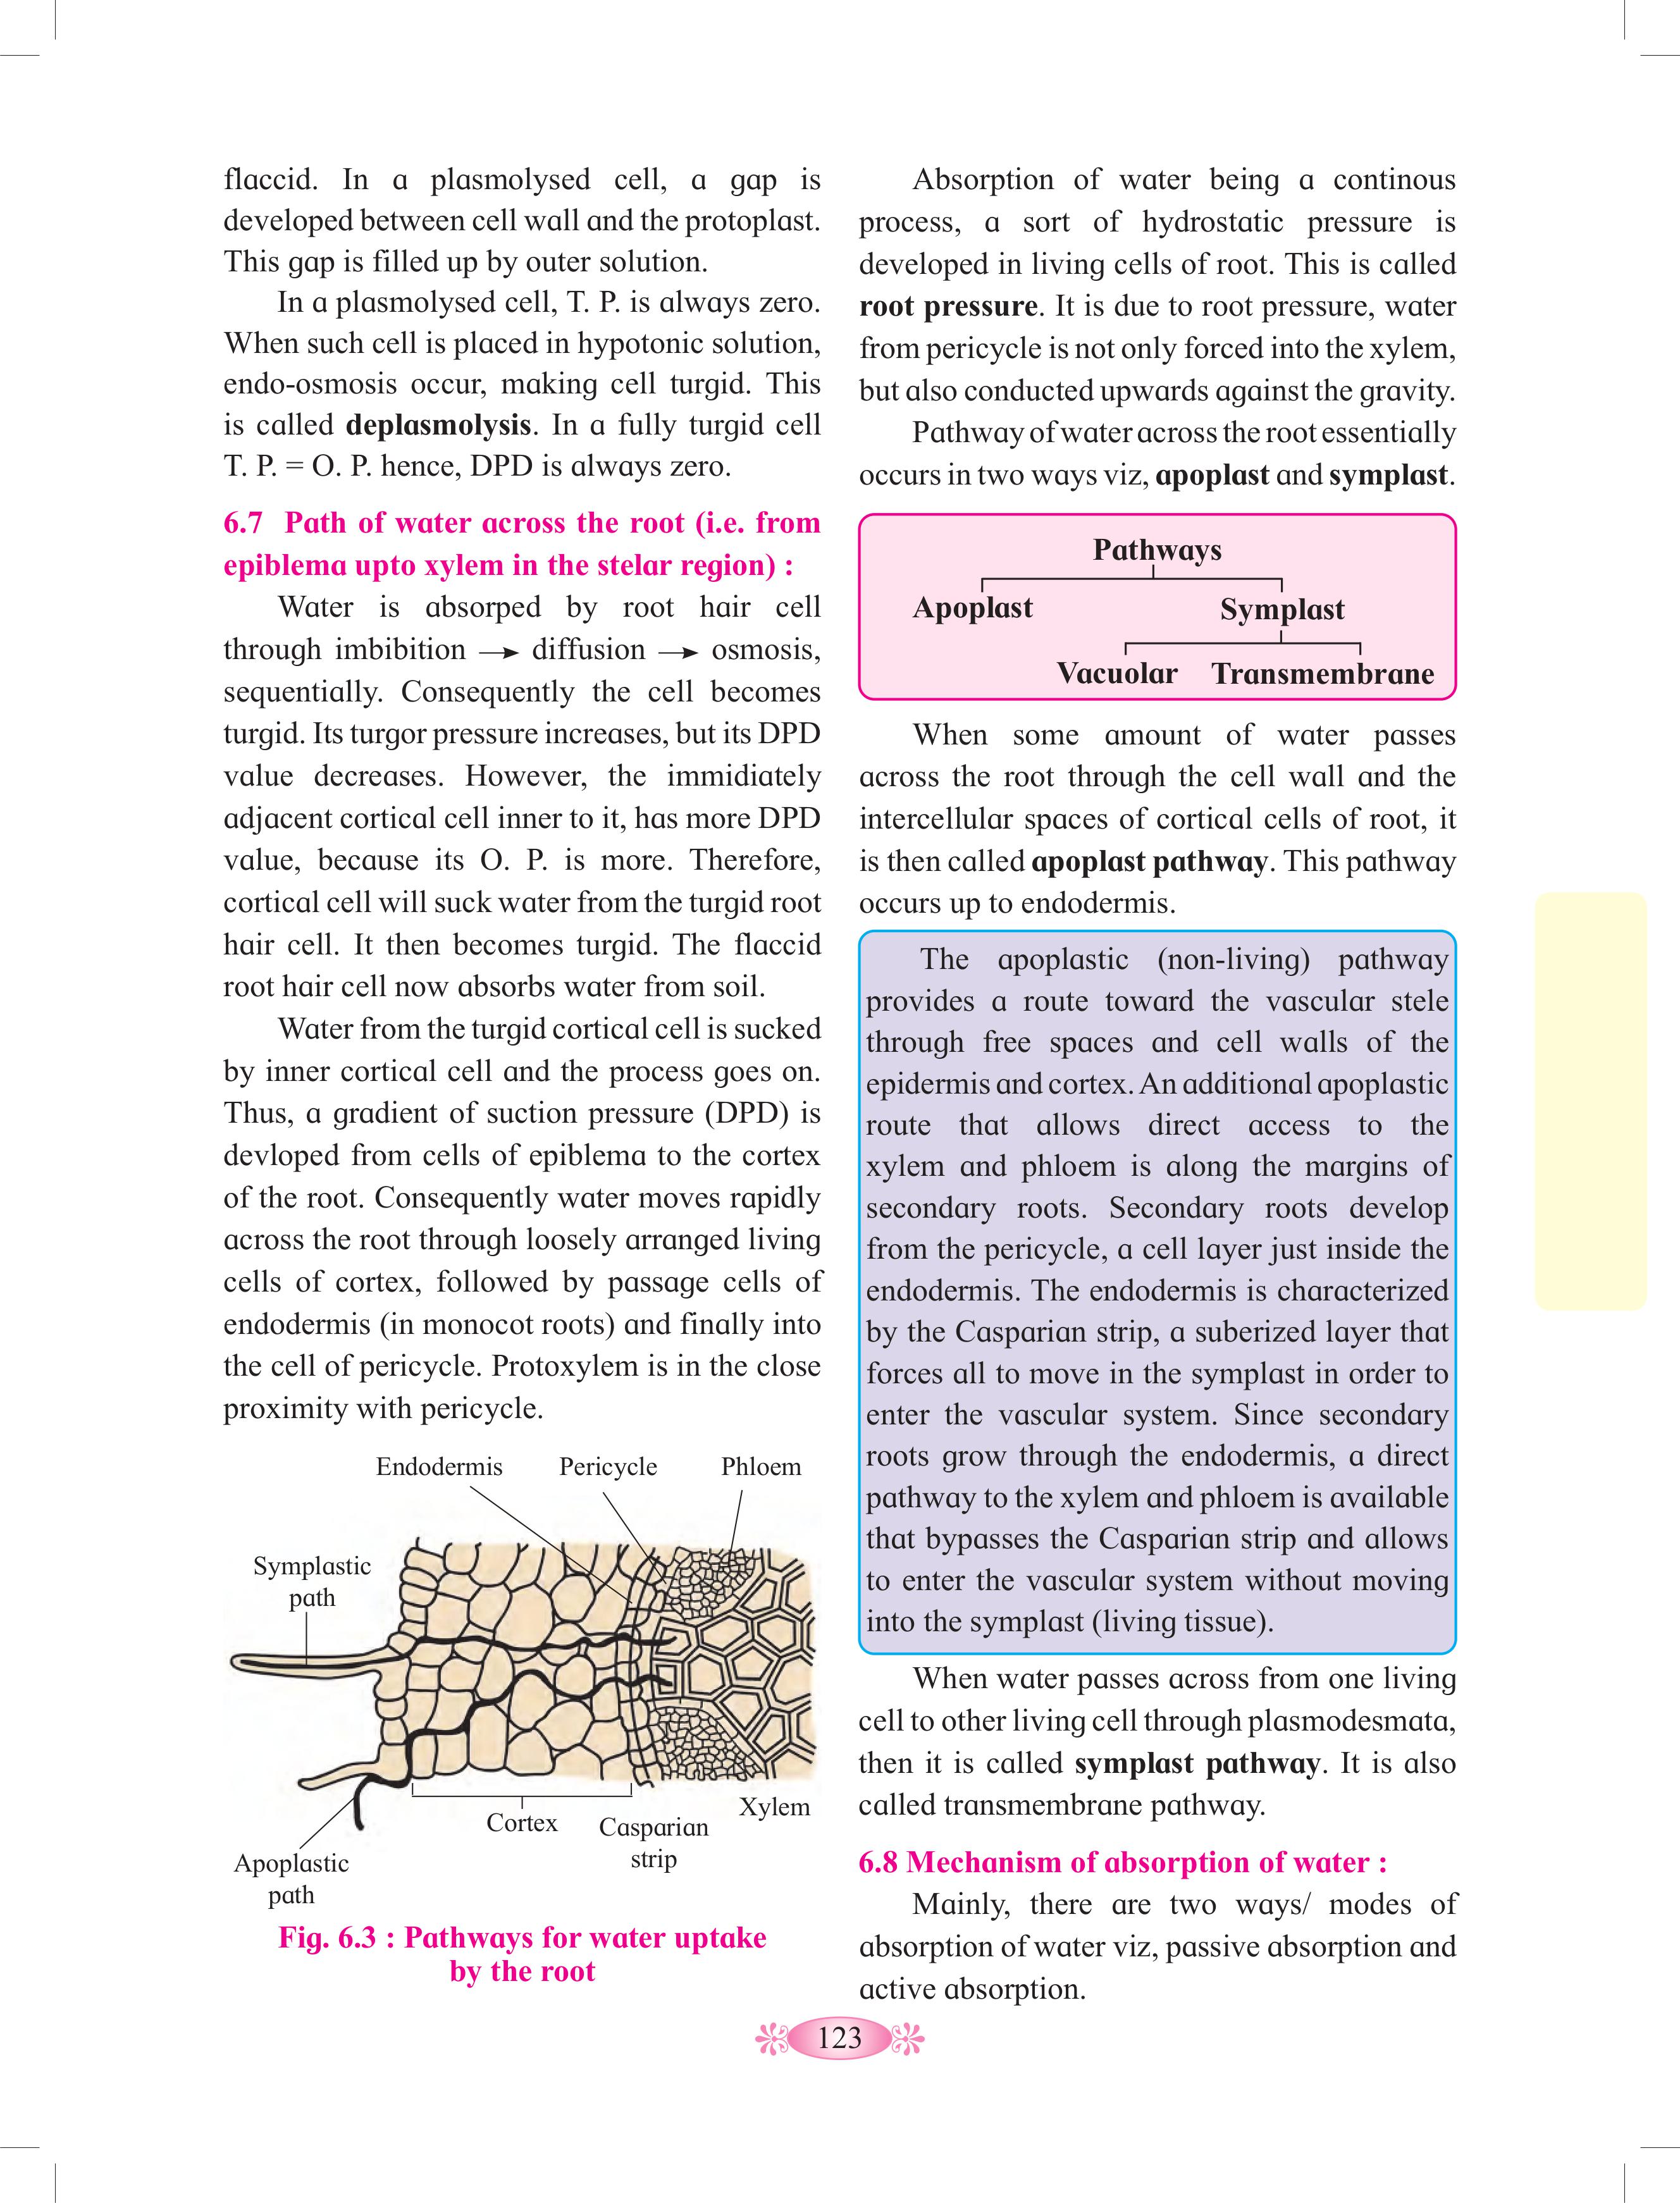 flaccid. In a plasmolysed cell, a gap is
developed between cell wall and the protoplast.
This gap is filled up by outer solution.
In a plasmolysed cell, T. P. is always zero.
When such cell is placed in hypotonic solution,
endo-osmosis occur, making cell turgid. This
is called deplasmolysis. In a fully turgid cell
T. P. = O. P. hence, DPD is always zero.
6.7 Path of water across the root (i.e. from
epiblema upto xylem in the stelar region) :
Water is absorped by root hair cell
through imbibition → diffusion → osmosis,
sequentially. Consequently the cell becomes
turgid. Its turgor pressure increases, but its DPD
value decreases. However, the immidiately
adjacent cortical cell inner to it, has more DPD
value, because its O. P. is more. Therefore,
cortical cell will suck water from the turgid root
hair cell. It then becomes turgid. The flaccid
root hair cell now absorbs water from soil.
Water from the turgid cortical cell is sucked
by inner cortical cell and the process goes on.
Thus, a gradient of suction pressure (DPD) is
devloped from cells of epiblema to the cortex
of the root. Consequently water moves rapidly
across the root through loosely arranged living
cells of cortex, followed by passage cells of
endodermis (in monocot roots) and finally into
the cell of pericycle. Protoxylem is in the close
proximity with pericycle.
Endodermis Pericycle Phloem
Symplastic
path
Xylem
Cortex
Casparian
strip
Apoplastic
path
Fig. 6.3 : Pathways for water uptake
by the root
Absorption of water being a continous
process, a sort of hydrostatic pressure is
developed in living cells of root. This is called
root pressure. It is due to root pressure, water
from pericycle is not only forced into the xylem,
but also conducted upwards against the gravity.
Pathway of water across the root essentially
occurs in two ways viz, apoplast and symplast.
Pathways
Apoplast Symplast
Vacuolar Transmembrane
When some amount of water passes
across the root through the cell wall and the
intercellular spaces of cortical cells of root, it
is then called apoplast pathway. This pathway
occurs up to endodermis.
The apoplastic (non-living) pathway
provides a route toward the vascular stele
through free spaces and cell walls of the
epidermis and cortex. An additional apoplastic
route that allows direct access to the
xylem and phloem is along the margins of
secondary roots. Secondary roots develop
from the pericycle, a cell layer just inside the
endodermis. The endodermis is characterized
by the Casparian strip, a suberized layer that
forces all to move in the symplast in order to
enter the vascular system. Since secondary
roots grow through the endodermis, a direct
pathway to the xylem and phloem is available
that bypasses the Casparian strip and allows
to enter the vascular system without moving
into the symplast (living tissue).
When water passes across from one living
cell to other living cell through plasmodesmata,
then it is called symplast pathway. It is also
called transmembrane pathway.
6.8 Mechanism of absorption of water :
Mainly, there are two ways/ modes of
absorption of water viz, passive absorption and
active absorption.
123